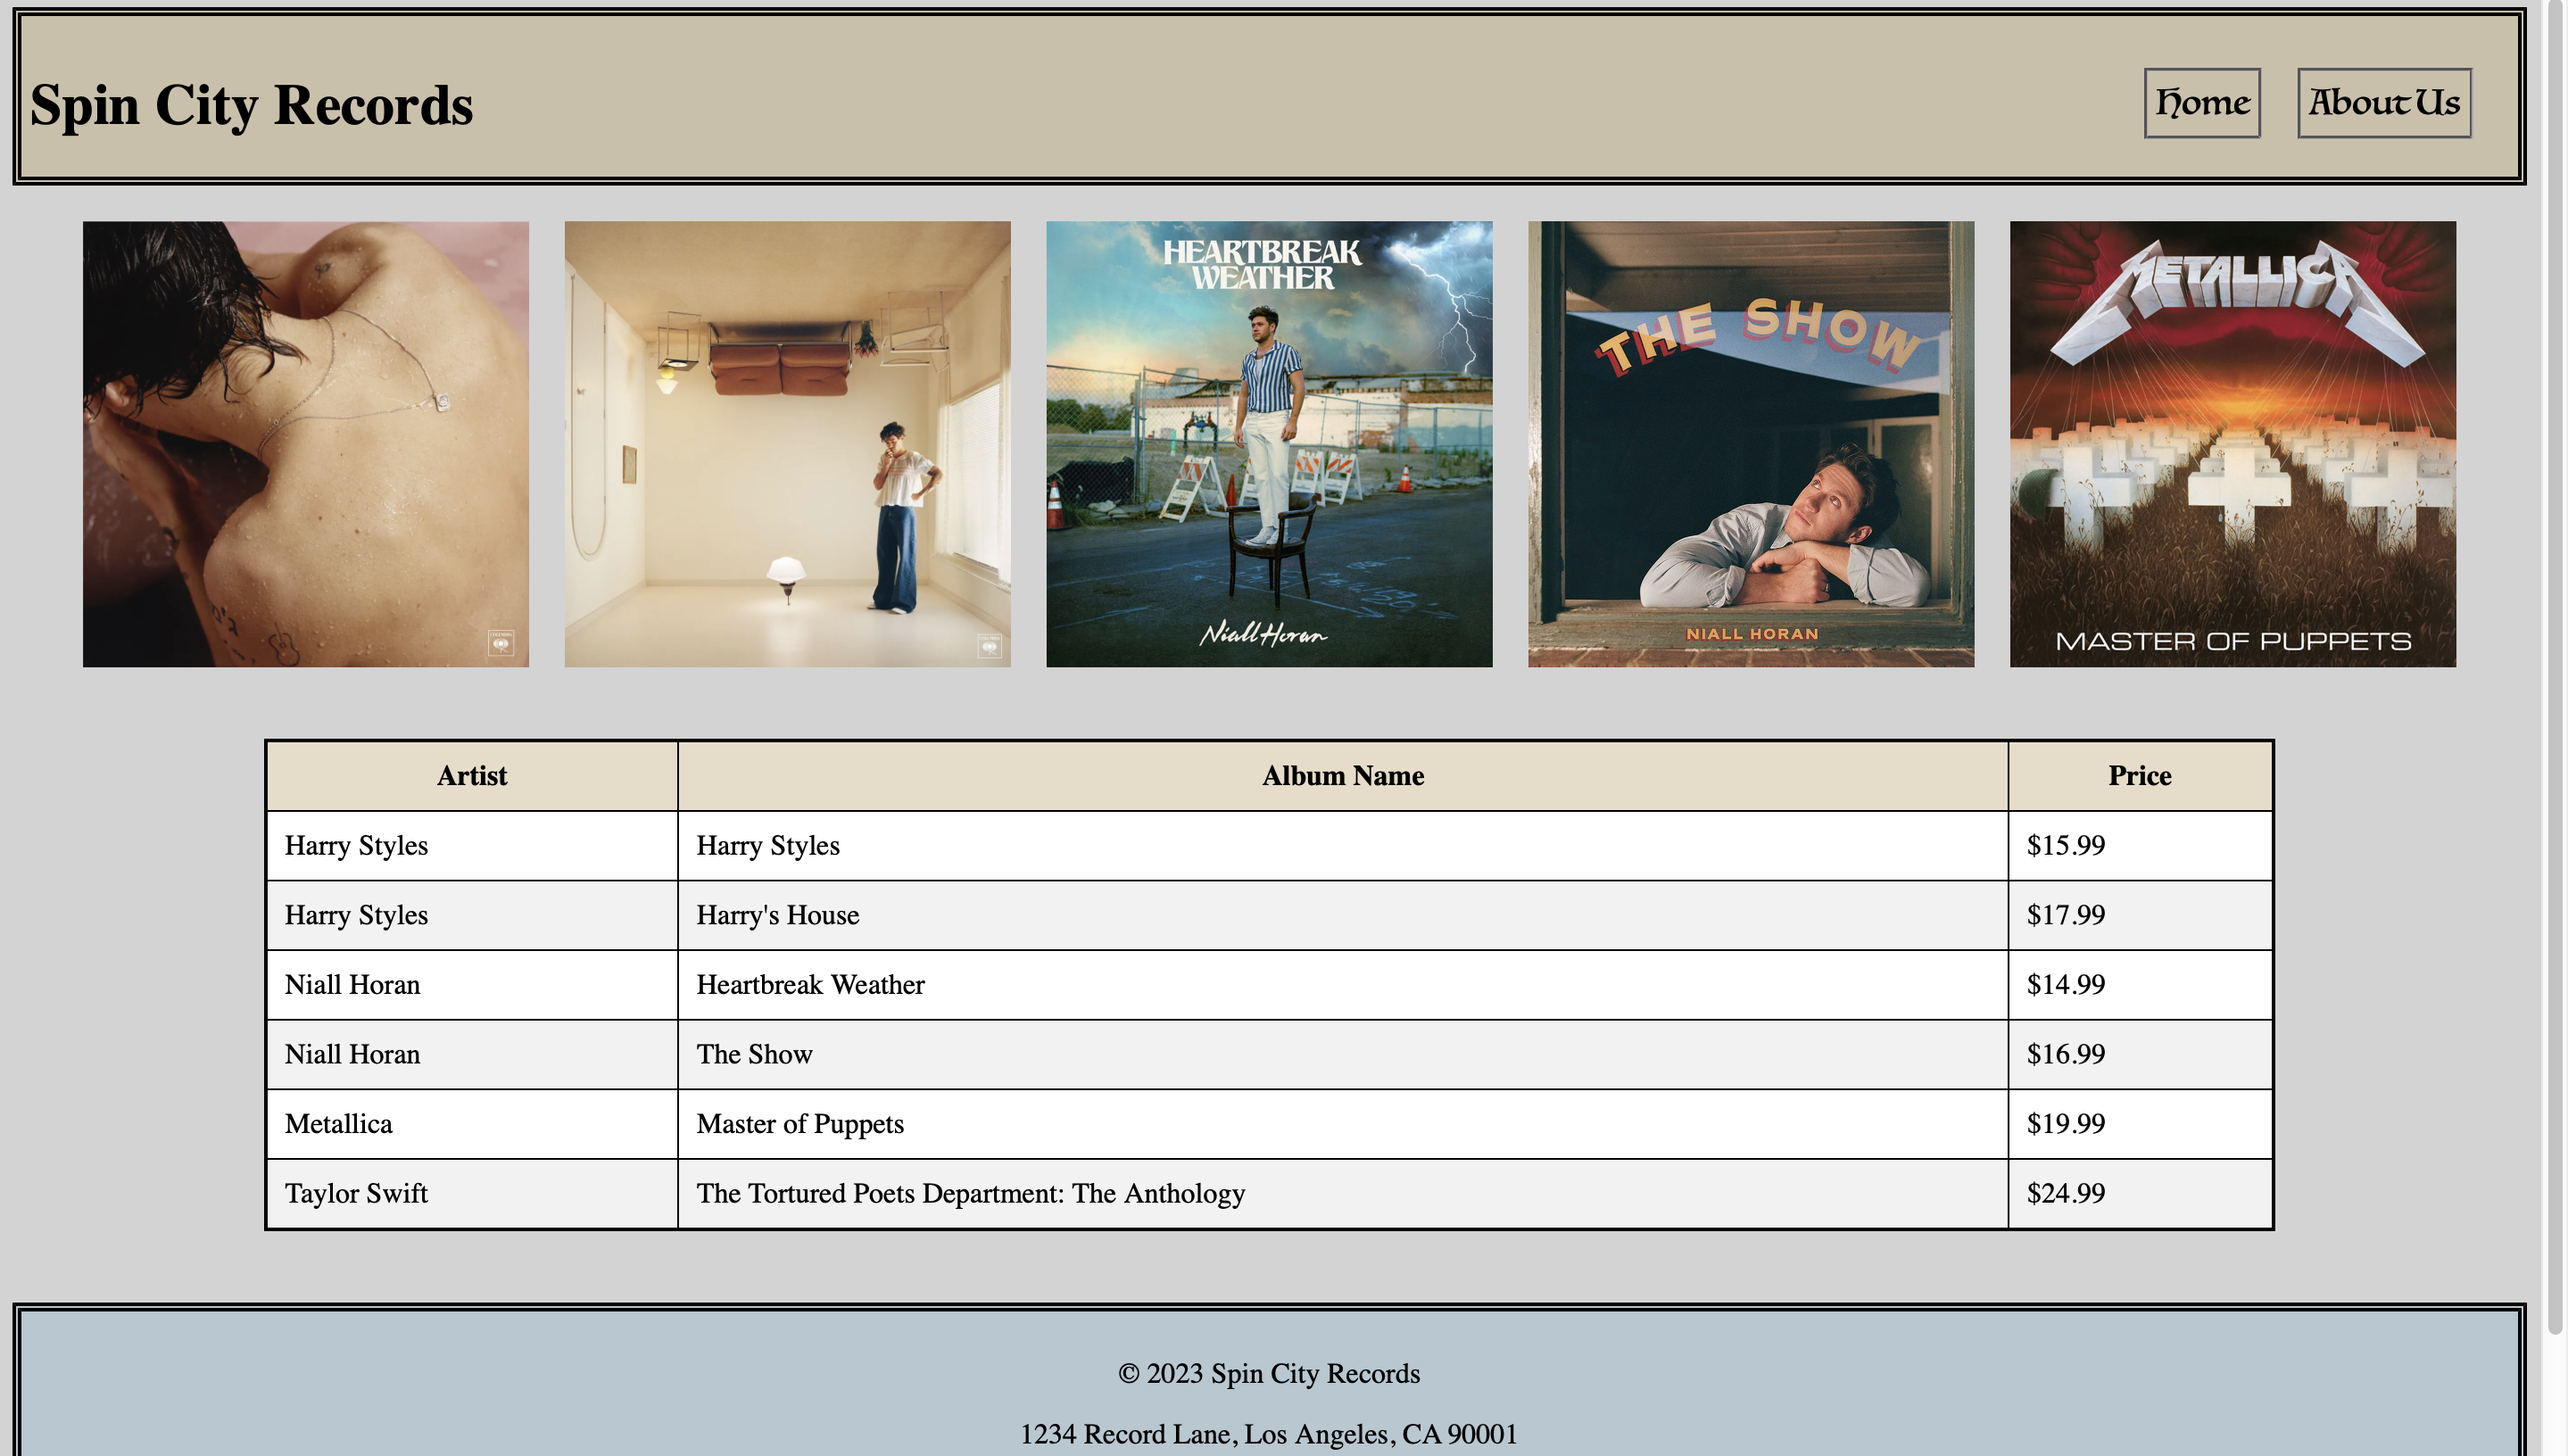 Spin City Records
Home
About Us
HEARTBREAK
WEATHER
Niall Horan
THE SHOW
NIALL HORAN
METALLICA
MASTER OF PUPPETS
Artist Album Name Price
Harry Styles Harry Styles $15.99
Harry Styles Harry's House $17.99
Niall Horan Heartbreak Weather $14.99
Niall Horan The Show $16.99
Metallica Master of Puppets $19.99
Taylor Swift The Tortured Poets Department: The Anthology $24.99
© 2023 Spin City Records
1234 Record Lane, Los Angeles, CA 90001